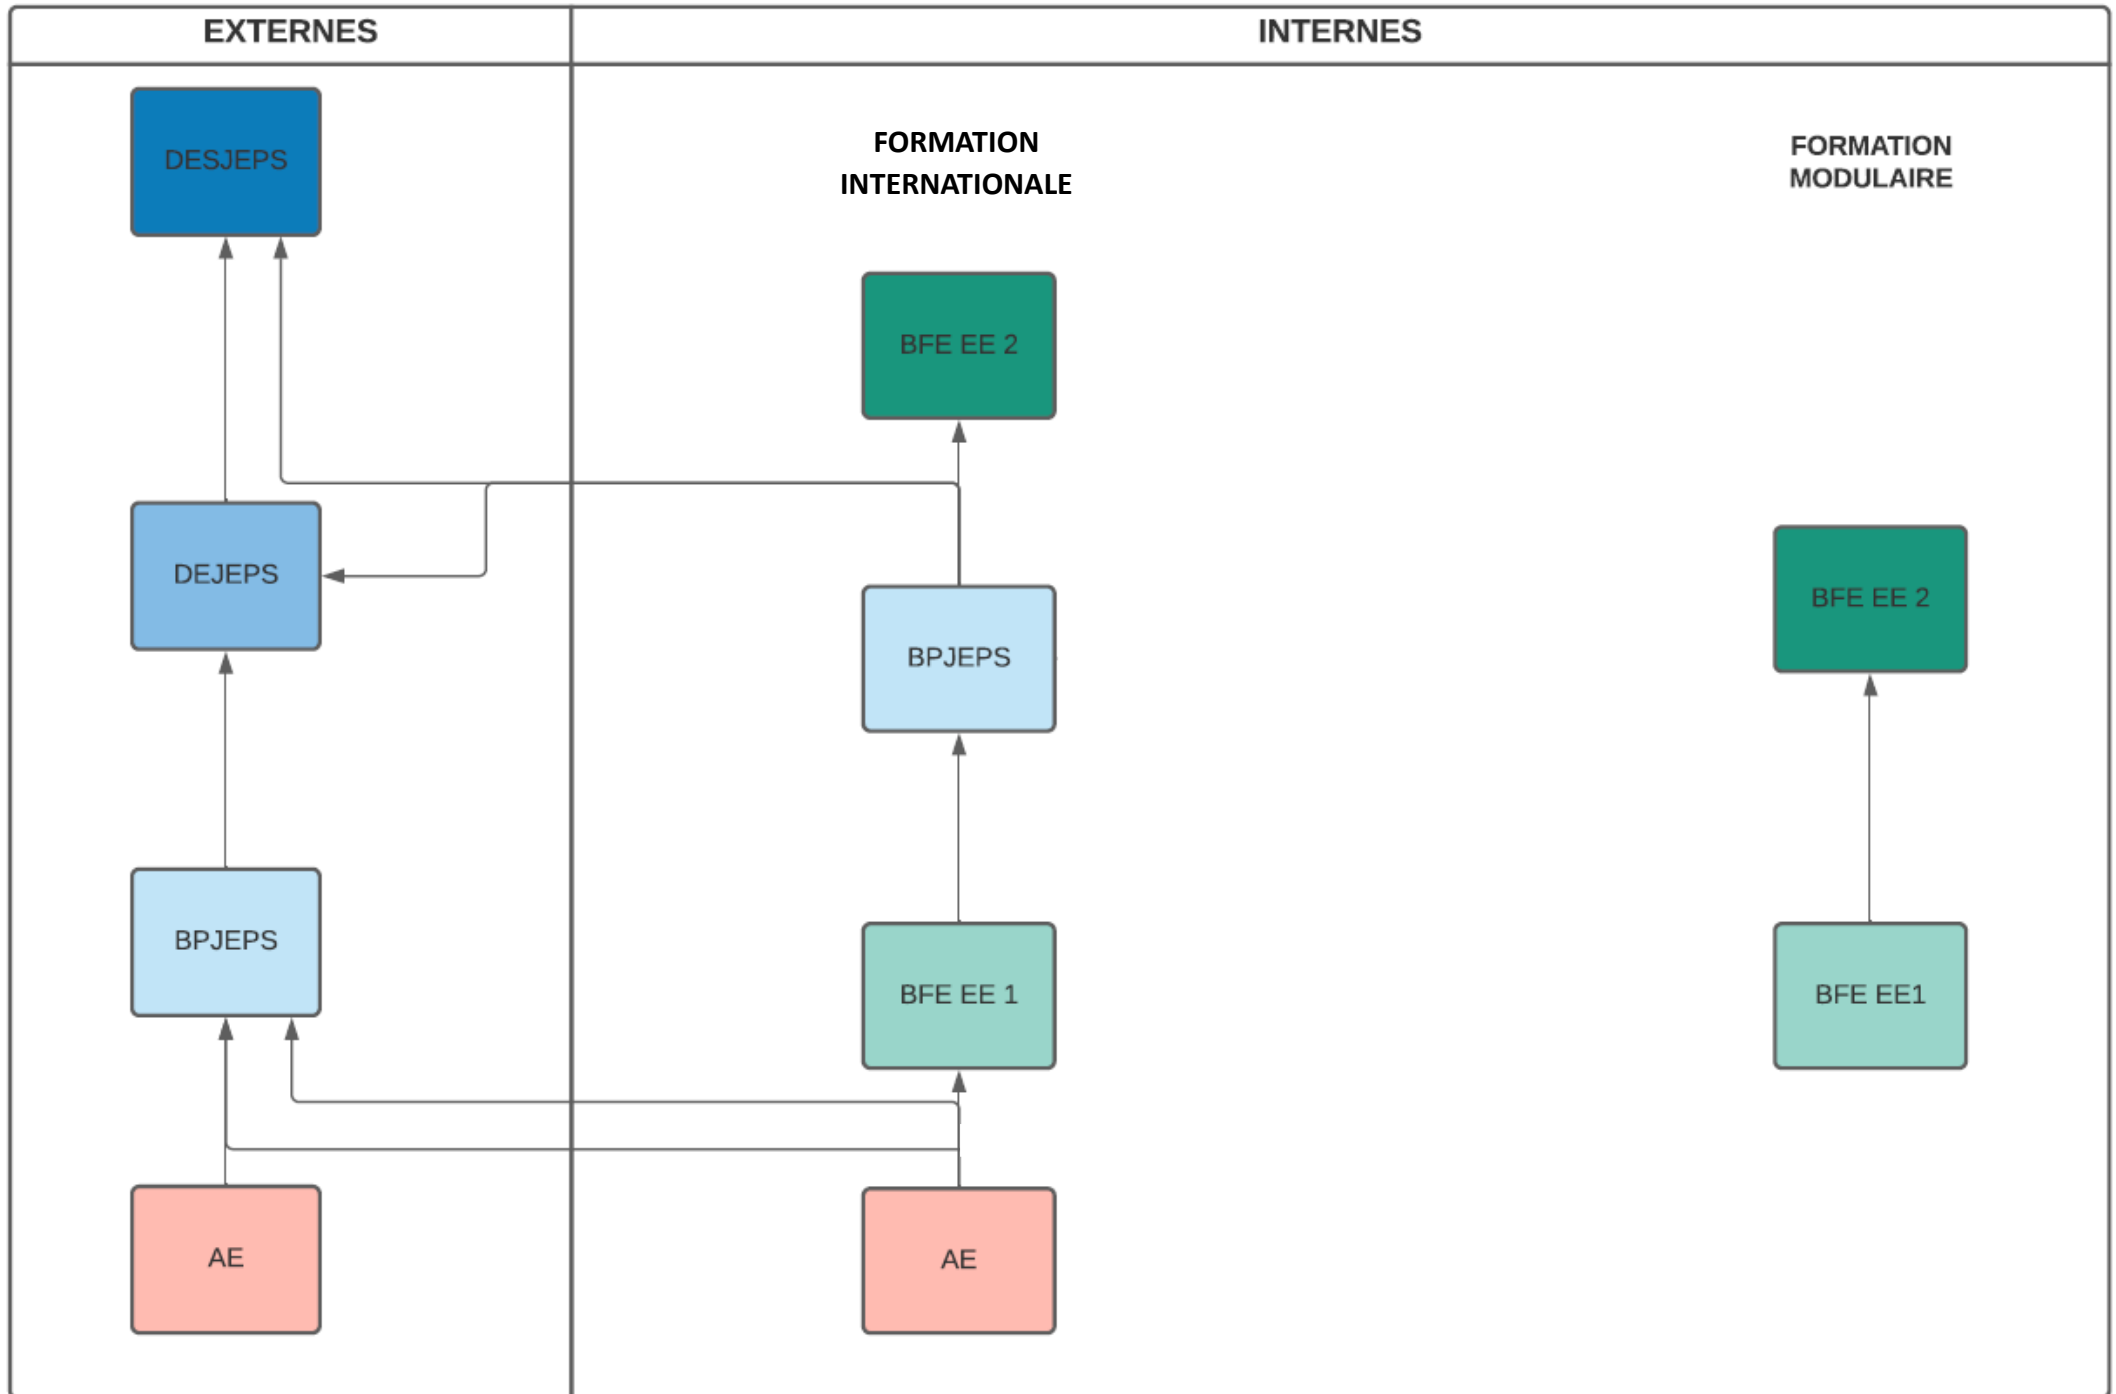 EXTERNES
INTERNES
DESJEPS
FORMATION
INTERNATIONALE
FORMATION
MODULAIRE
BFE EE 2
DEJEPS
BPJEPS
BFE EE 2
BPJEPS
BFE EE 1
BFE EE1
AE
AE